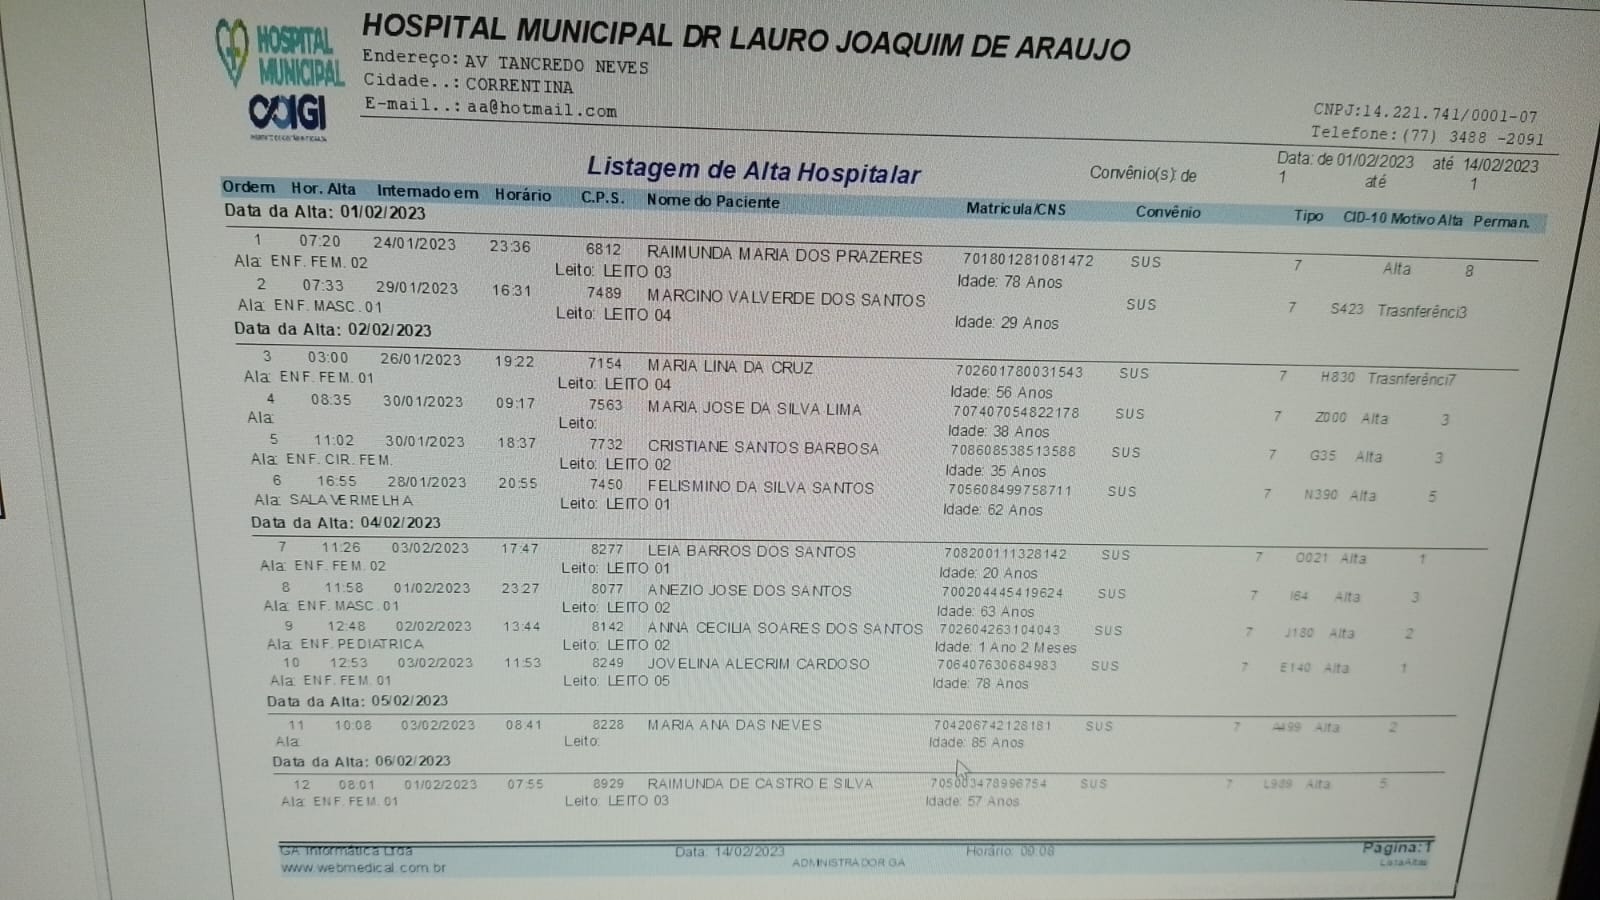 HOSPITAL MUNICIPAL DR LAURO JOAQUIM DE ARAUJO
HOSPITAL
MUNICIPAL
Endereço: AV TANCREDO NEVES
Cidade..: CORRENTINA
E-mail..: aa@hotmail.com
CNPJ:14.221.741/0001-07
Telefone:(77) 3488 -2091
Listagem de Alta Hospitalar Convênio(s): de 1 até 1
Data: de 01/02/2023 até 14/02/2023
Ordem Hor. Alta Internado em Horário C.P.S. Nome do Paciente Matricula/CNS Convênio Tipo CID-10 Motivo Alta Perman.
Data da Alta: 01/02/2023
1 07:20 24/01/2023 23:36 6812 RAIMUNDA MARIA DOS PRAZERES 701801281081472 SUS 7 Alta 8
Ala: ENF. FEM. 02 Leito: LEITO 03 Idade: 78 Anos
2 07:33 29/01/2023 16:31 7489 MARCINO VALVERDE DOS SANTOS SUS 7 S423 Trasnferênci3
Ala: ENF. MASC. 01 Leito: LEITO 04 Idade: 29 Anos
Data da Alta: 02/02/2023
3 03:00 26/01/2023 19:22 7154 MARIA LINA DA CRUZ 702601780031543 SUS 7 H830 Trasnferênci7
Ala: ENF. FEM. 01 Leito: LEITO 04 Idade: 56 Anos
4 08:35 30/01/2023 09:17 7563 MARIA JOSE DA SILVA LIMA 707407054822178 SUS 7 Z000 Alta 3
Ala: Leito: Idade: 38 Anos
5 11:02 30/01/2023 18:37 7732 CRISTIANE SANTOS BARBOSA 708608538513588 SUS 7 G35 Alta 3
Ala: ENF. CIR. FEM. Leito: LEITO 02 Idade: 35 Anos
6 16:55 28/01/2023 20:55 7450 FELISMINO DA SILVA SANTOS 705608499758711 SUS 7 N390 Alta 5
Ala: SALA VERMELHA Leito: LEITO 01 Idade: 62 Anos
Data da Alta: 04/02/2023
7 11:26 03/02/2023 17:47 8277 LEIA BARROS DOS SANTOS 708200111328142 SUS 7 O021 Alta 1
Ala: ENF. FEM. 02 Leito: LEITO 01 Idade: 20 Anos
8 11:58 01/02/2023 23:27 8077 ANEZIO JOSE DOS SANTOS 700204445419624 SUS 7 I64 Alta 3
Ala: ENF. MASC. 01 Leito: LEITO 02 Idade: 63 Anos
9 12:48 02/02/2023 13:44 8142 ANNA CECILIA SOARES DOS SANTOS 702604263104043 SUS 7 J180 Alta 2
Ala: ENF. PEDIATRICA Leito: LEITO 02 Idade: 1 Ano 2 Meses
10 12:53 03/02/2023 11:53 8249 JOVELINA ALECRIM CARDOSO 706407630684983 SUS 7 E140 Alta 1
Ala: ENF. FEM. 01 Leito: LEITO 05 Idade: 78 Anos
Data da Alta: 05/02/2023
11 10:08 03/02/2023 08:41 8228 MARIA ANA DAS NEVES 704206742128181 SUS 7 A499 Alta 2
Ala: Leito: Idade: 85 Anos
Data da Alta: 06/02/2023
12 08:01 01/02/2023 07:55 8929 RAIMUNDA DE CASTRO E SILVA 705003478996754 SUS 7 L989 Alta 5
Ala: ENF. FEM. 01 Leito: LEITO 03 Idade: 57 Anos
GA Informática Ltda Data: 14/02/2023 Horário: 00:08 Pagina:1
www.webmedical.com.br ADMINISTRADOR GA ListaAltas